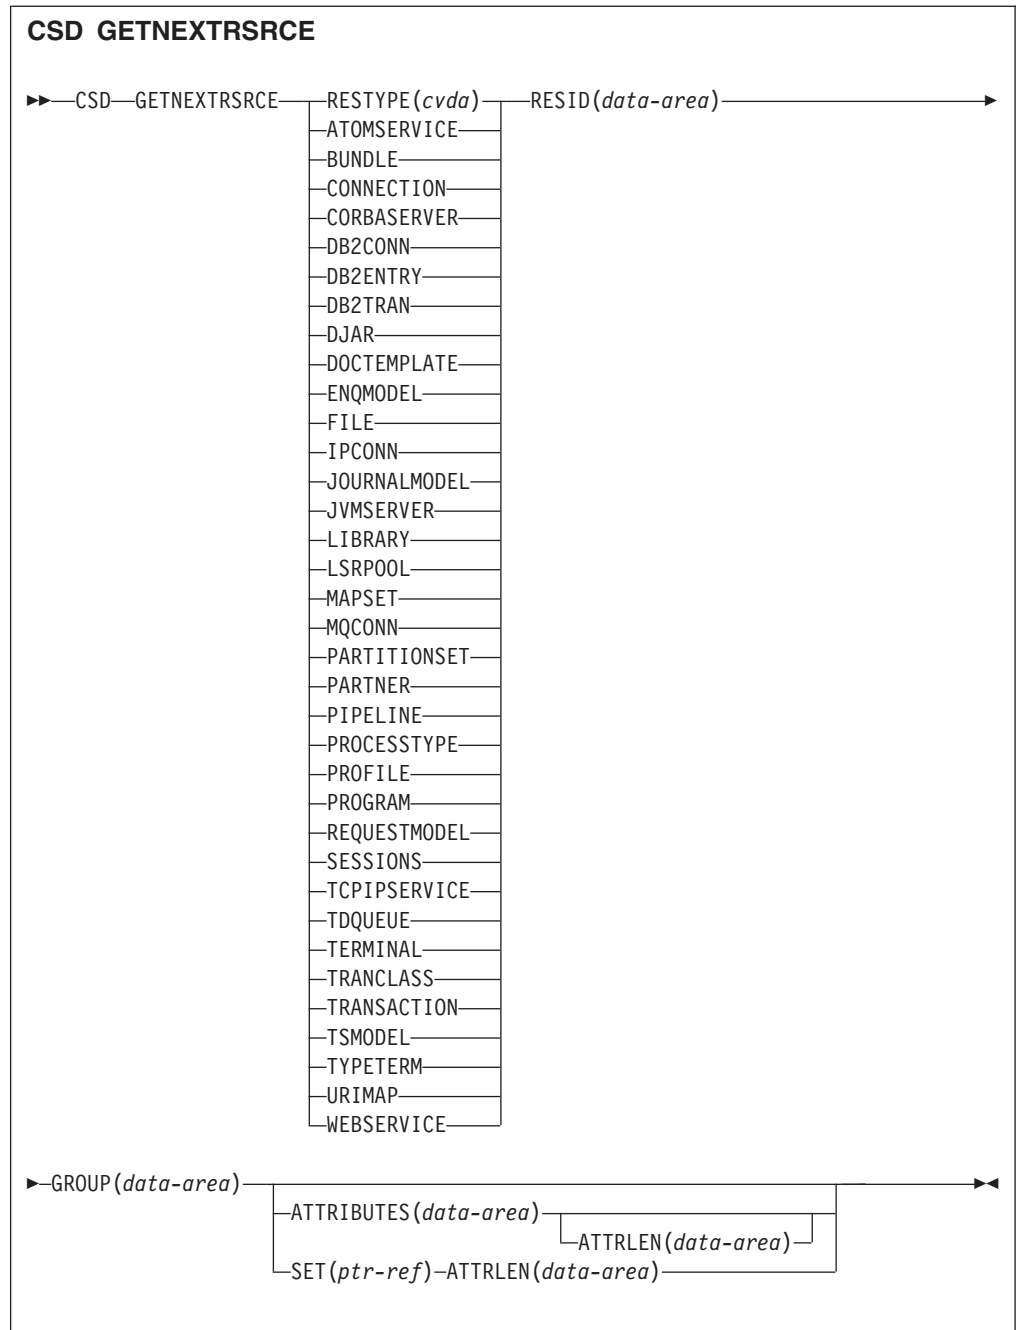 CSD GETNEXTRSRCE
CSD GETNEXTRSRCE RESTYPE(cvda) RESID(data-area)
ATOMSERVICE
BUNDLE
CONNECTION
CORBASERVER
DB2CONN
DB2ENTRY
DB2TRAN
DJAR
DOCTEMPLATE
ENQMODEL
FILE
IPCONN
JOURNALMODEL
JVMSERVER
LIBRARY
LSRPOOL
MAPSET
MQCONN
PARTITIONSET
PARTNER
PIPELINE
PROCESSTYPE
PROFILE
PROGRAM
REQUESTMODEL
SESSIONS
TCPIPSERVICE
TDQUEUE
TERMINAL
TRANCLASS
TRANSACTION
TSMODEL
TYPETERM
URIMAP
WEBSERVICE
GROUP(data-area)
ATTRIBUTES(data-area)
ATTRLEN(data-area)
SET(ptr-ref) ATTRLEN(data-area)